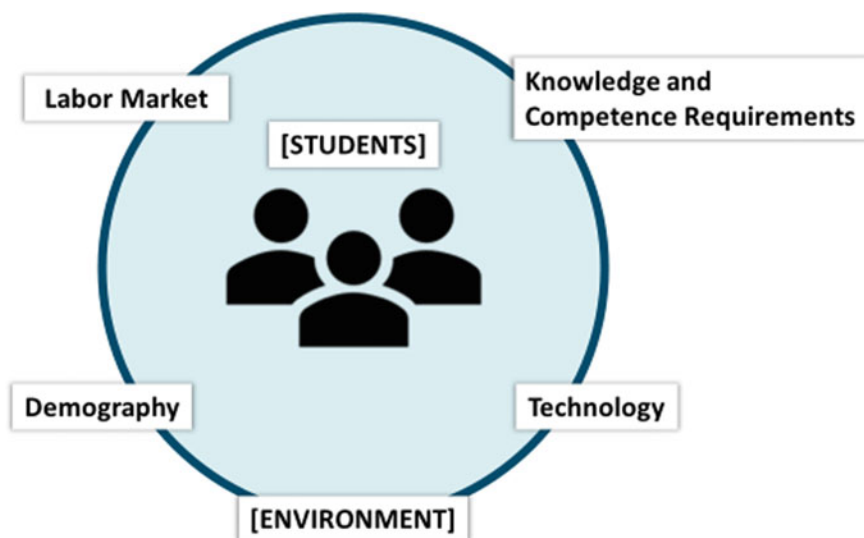 Labor Market
Knowledge and
Competence Requirements
[STUDENTS]
Demography
Technology
[ENVIRONMENT]